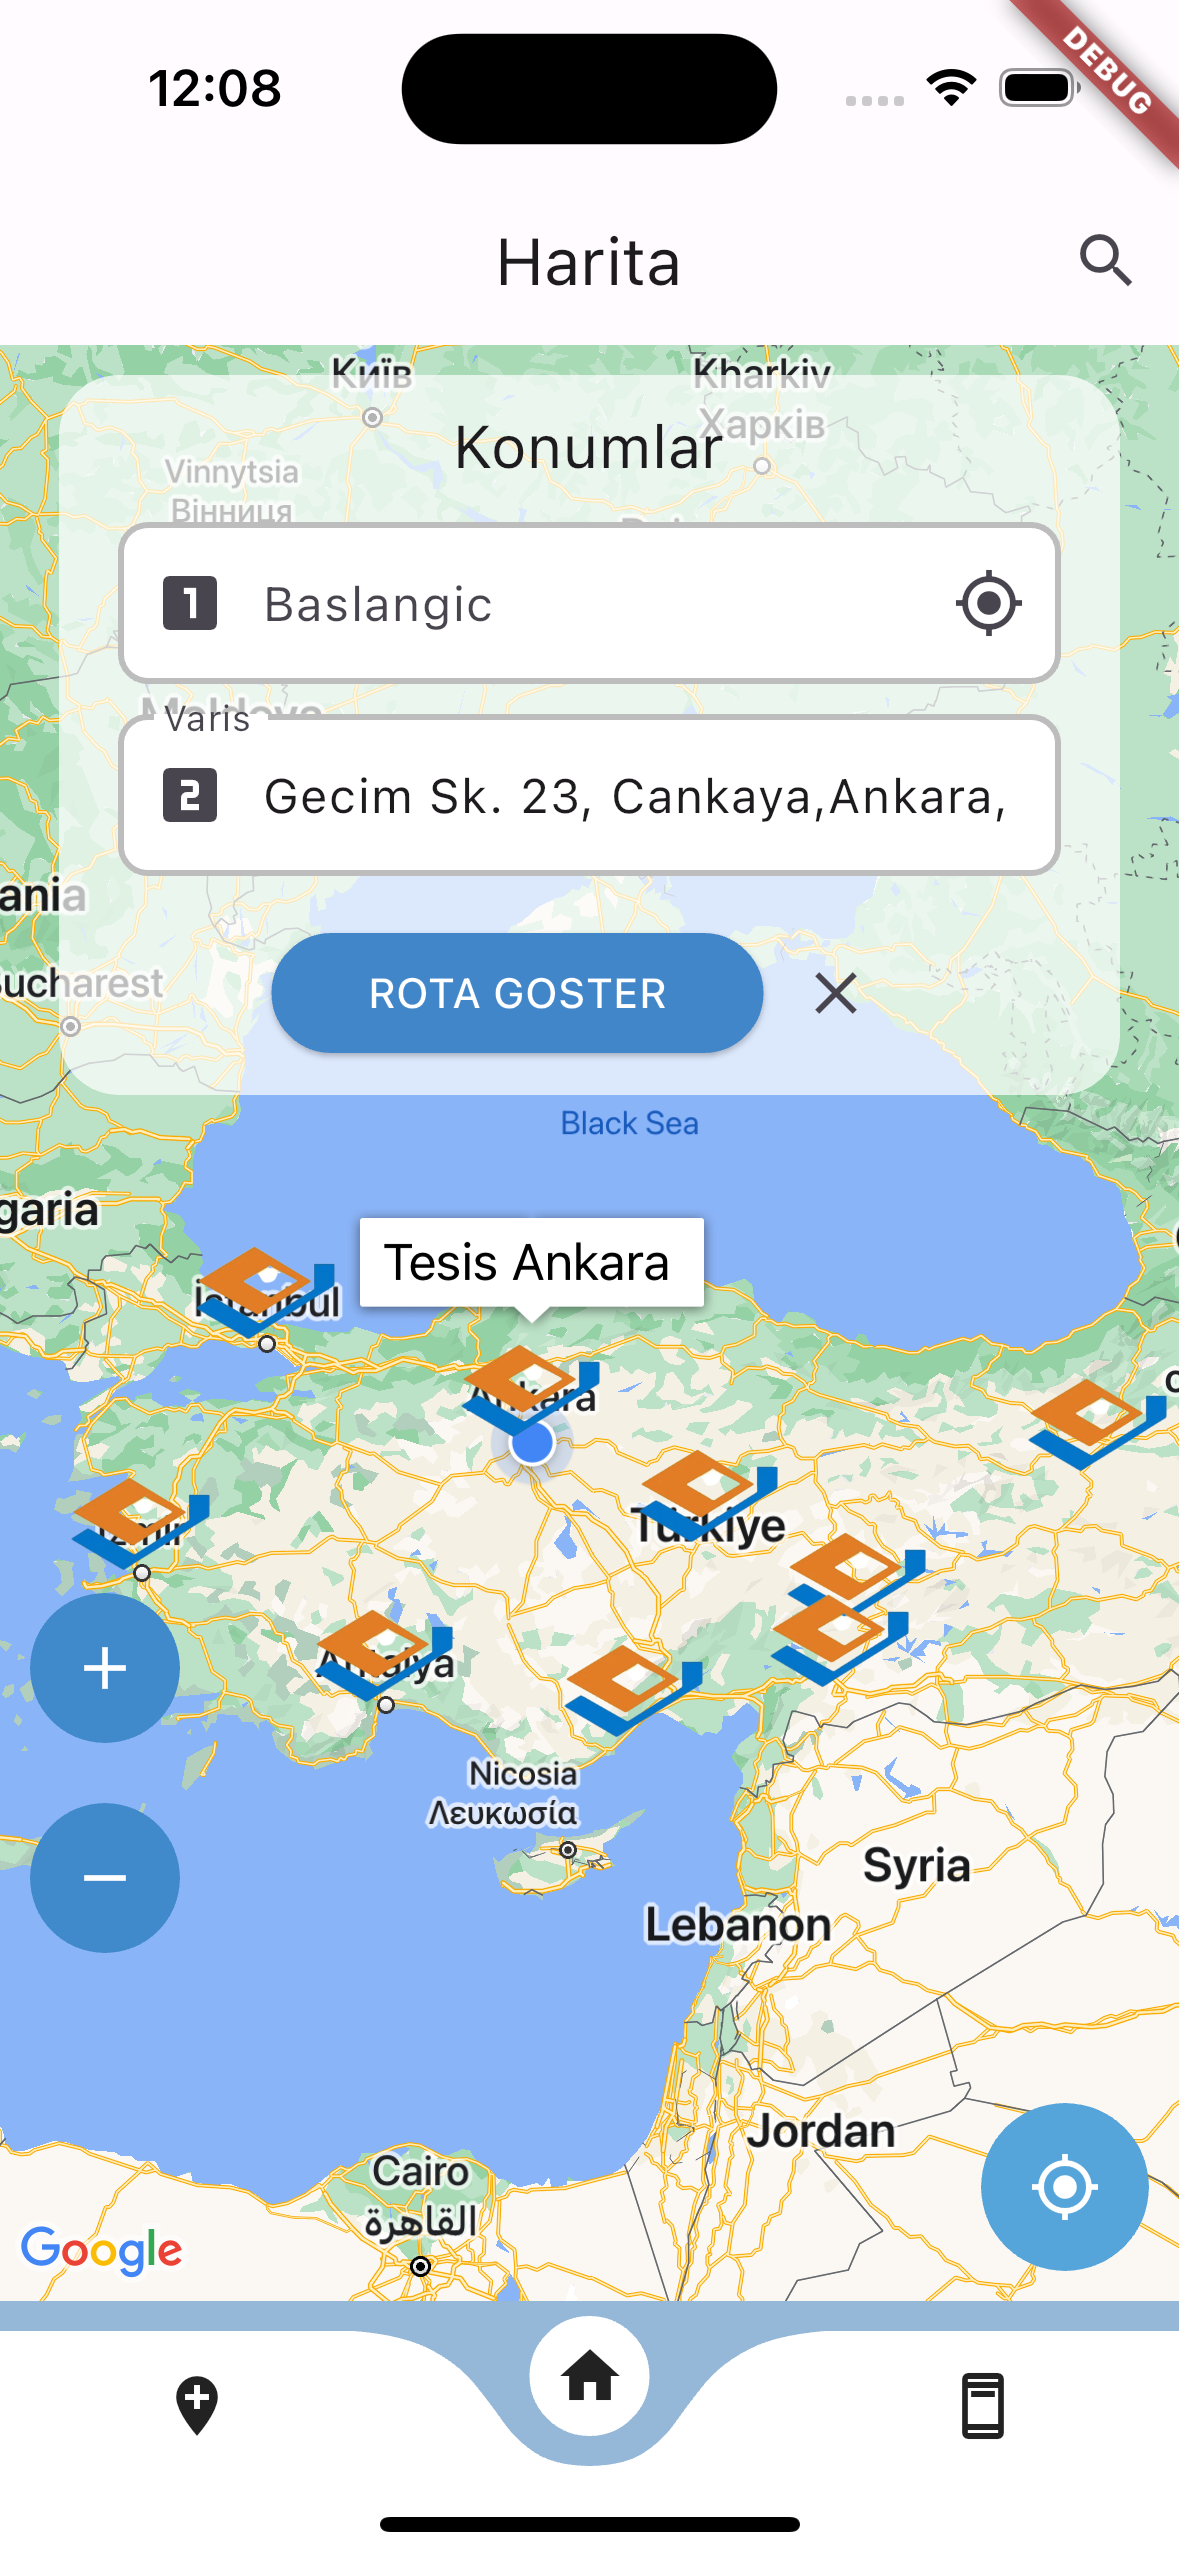 12:08
DEBUG
Harita
Київ
Kharkiv
Харків
Konumlar
Vinnytsia
Вінниця
1 Baslangic
Varis
2 Gecim Sk. 23, Cankaya,Ankara,
ania
ucharest
ROTA GOSTER
Black Sea
garia
Tesis Ankara
İstanbul
Ankara
Türkiye
İzmir
Antalya
Nicosia
Λευκωσία
Syria
Lebanon
Jordan
Cairo
القاهرة
Google